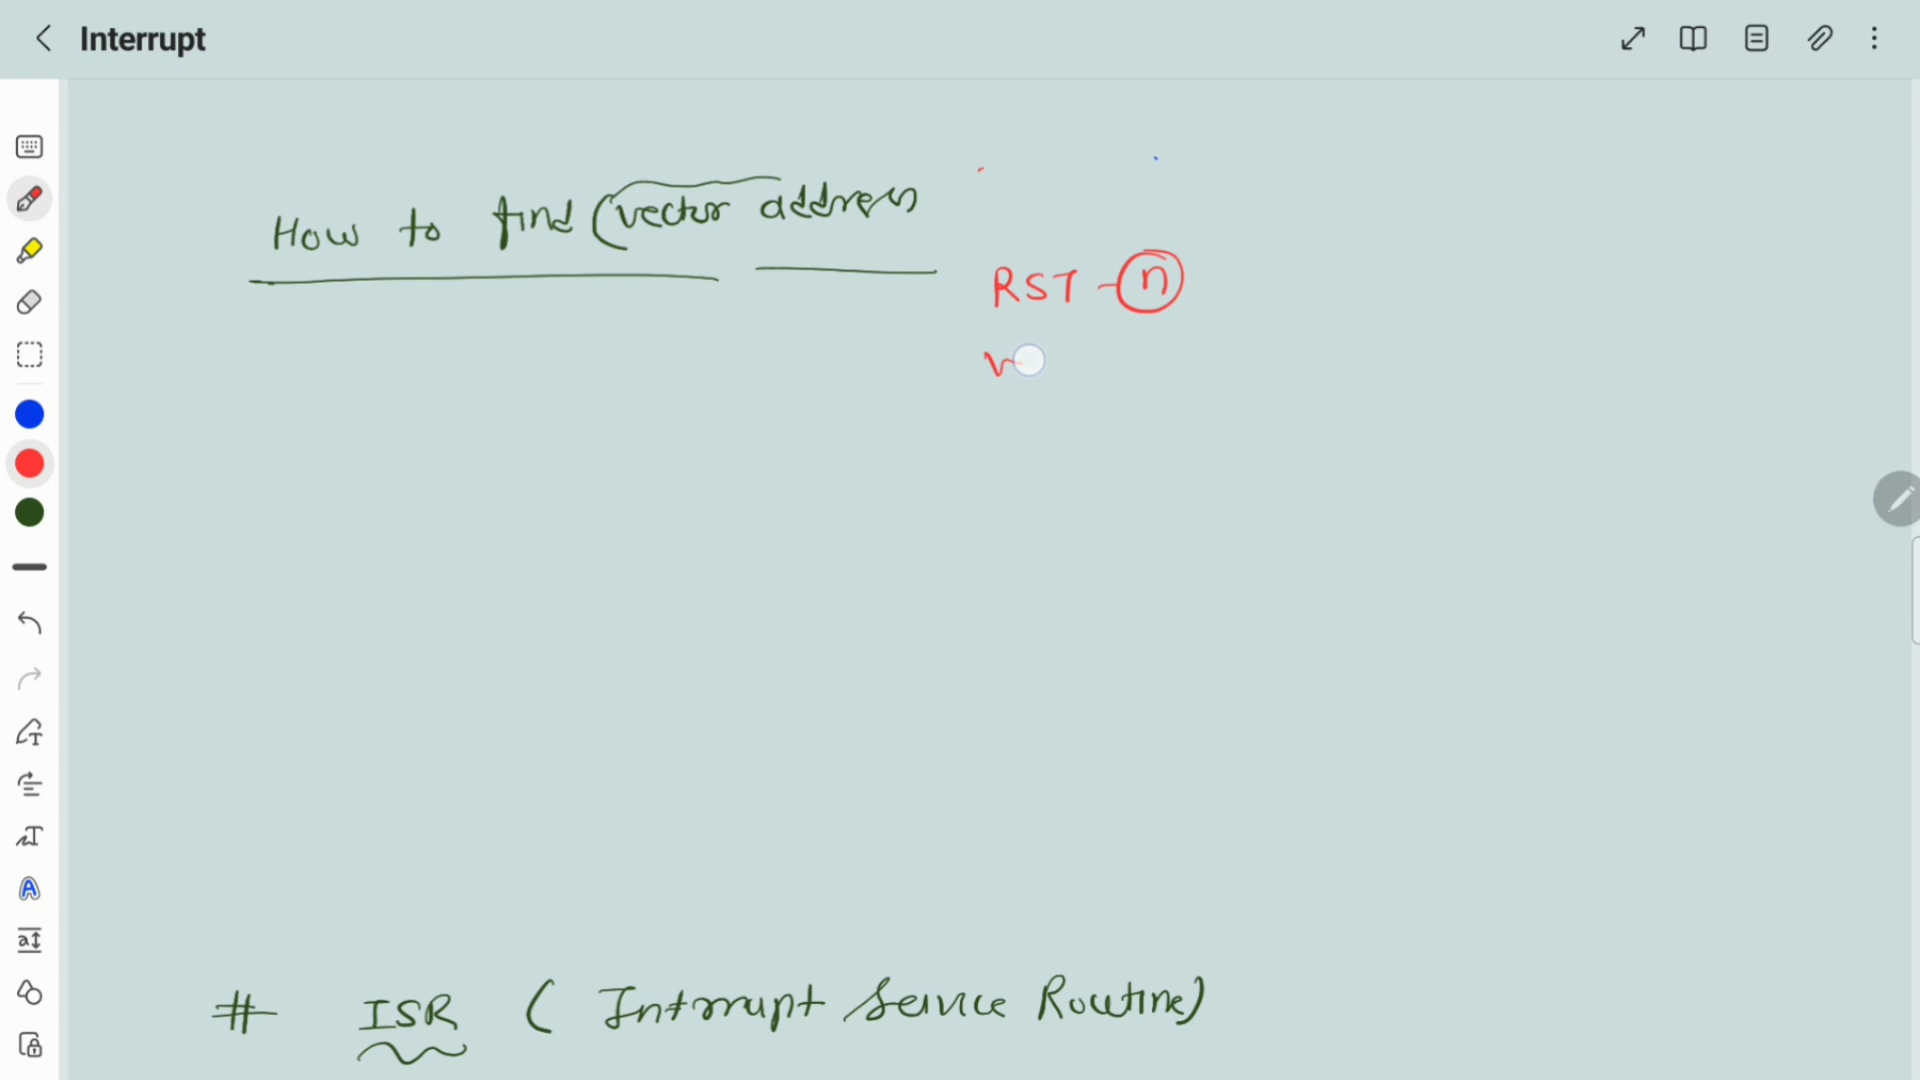 Interrupt
How to find (vector address
RST - n
# ISR ( Interrupt Service Routine)